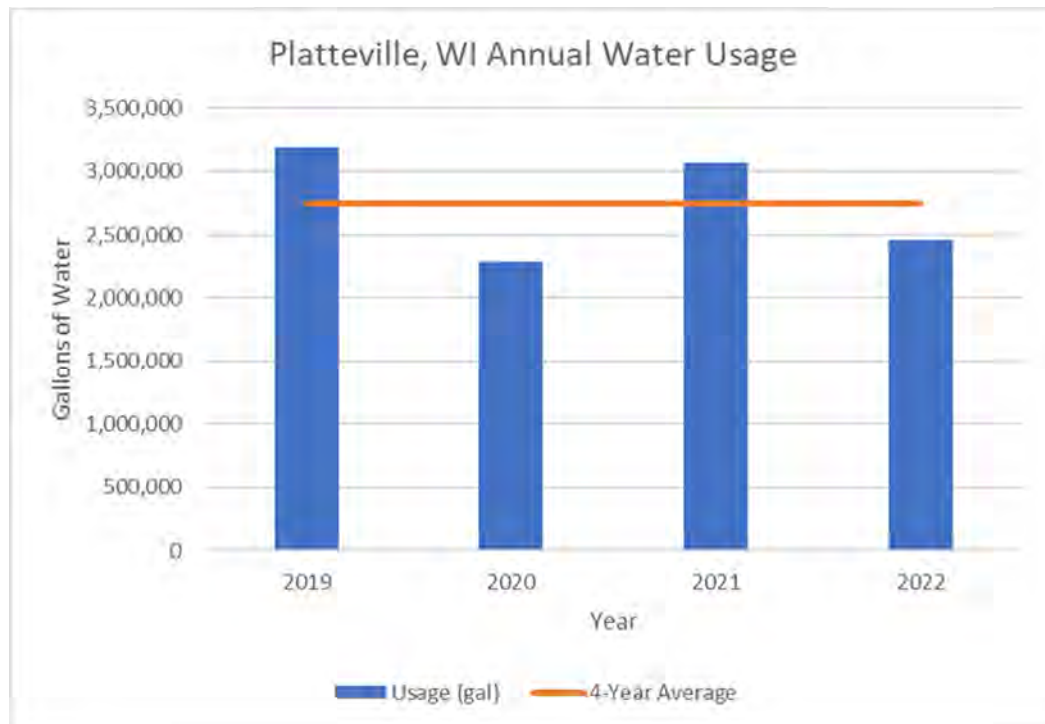 Platteville, WI Annual Water Usage
3,500,000
3,000,000
2,500,000
2,000,000
1,500,000
1,000,000
500,000
0
Gallons of Water
2019 2020 2021 2022
Year
Usage (gal) 4-Year Average